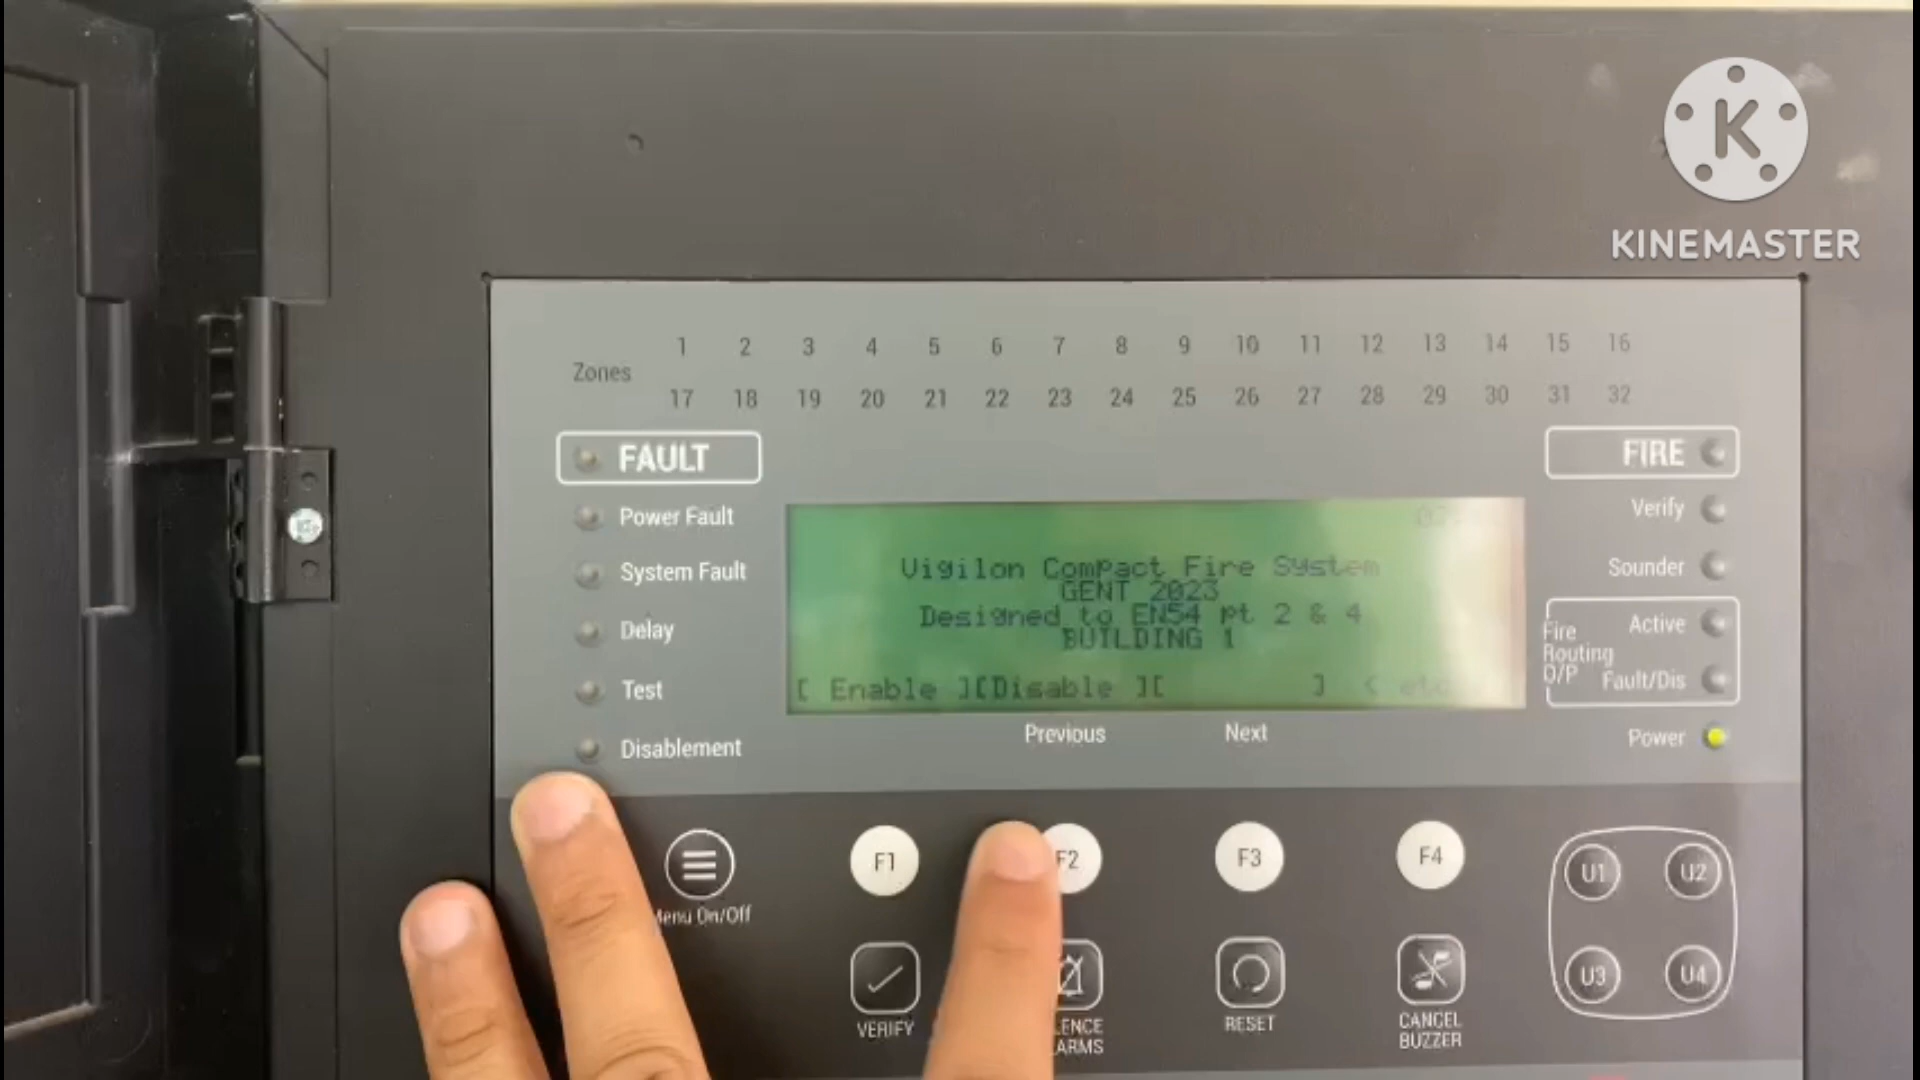 K
KINEMASTER
1 2 3 4 5 6 7 8 9 10 11 12 13 14 15 16
Zones
17 18 19 20 21 22 23 24 25 26 27 28 29 30 31 32
FAULT
Power Fault
System Fault
Delay
Test
Disablement
Vigilon Compact Fire System
GENT 2023
Designed to EN54 pt 2 & 4
BUILDING 1
[ Enable ][Disable ][ ] < etc
Previous Next
FIRE
Verify
Sounder
Fire
Routing
O/P
Active
Fault/Dis
Power
Menu On/Off
F1 F2 F3 F4
U1 U2
U3 U4
VERIFY
RESET
CANCEL
BUZZER